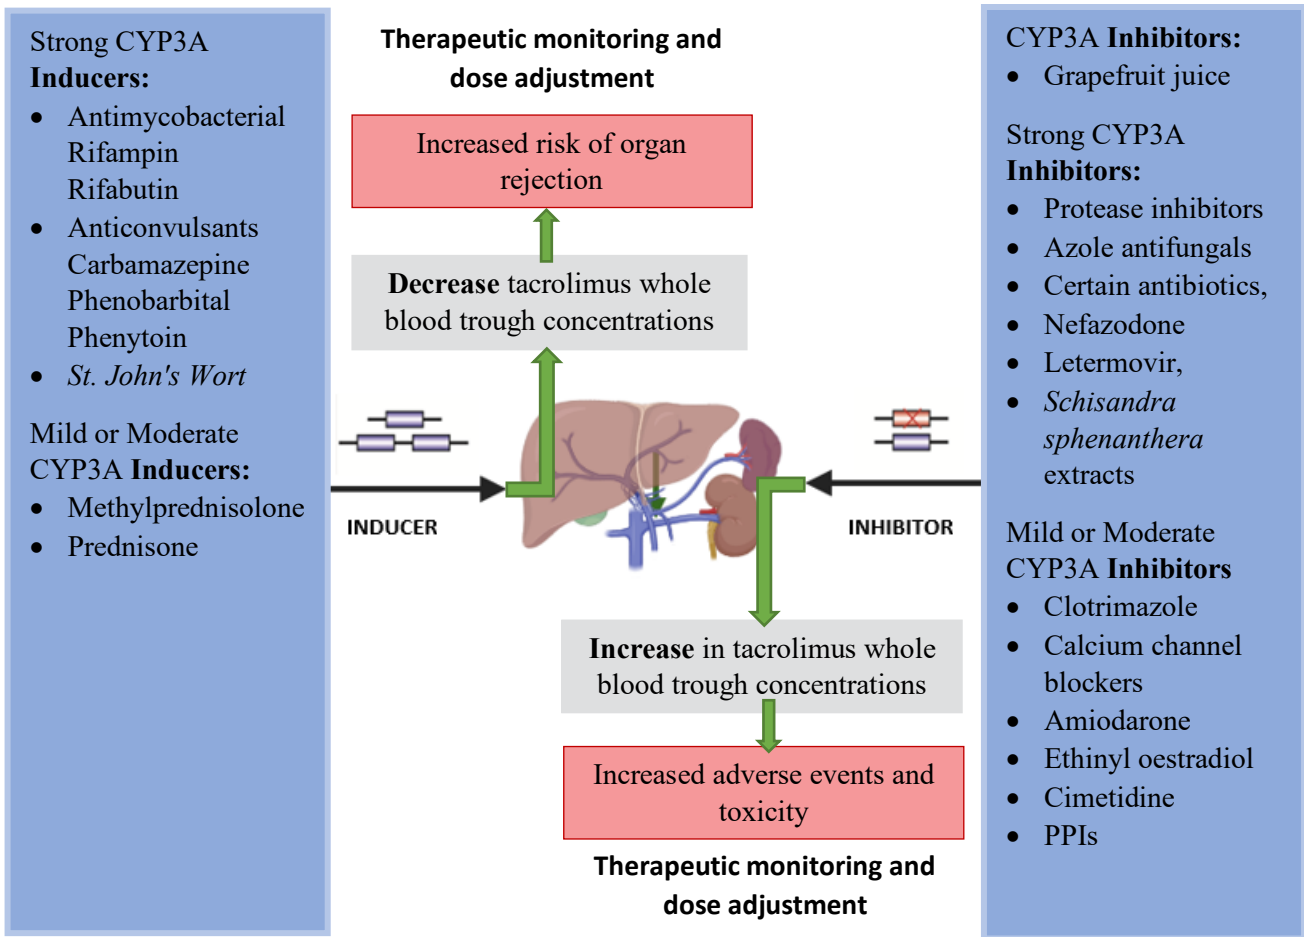 Strong CYP3A
Inducers:
• Antimycobacterial
Rifampin
Rifabutin
• Anticonvulsants
Carbamazepine
Phenobarbital
Phenytoin
• St. John's Wort
Mild or Moderate
CYP3A Inducers:
• Methylprednisolone
• Prednisone
Therapeutic monitoring and
dose adjustment
Increased risk of organ
rejection
Decrease tacrolimus whole
blood trough concentrations
INDUCER
INHIBITOR
Increase in tacrolimus whole
blood trough concentrations
Increased adverse events and
toxicity
Therapeutic monitoring and
dose adjustment
CYP3A Inhibitors:
• Grapefruit juice
Strong CYP3A
Inhibitors:
• Protease inhibitors
• Azole antifungals
• Certain antibiotics,
• Nefazodone
• Letermovir,
• Schisandra
sphenanthera
extracts
Mild or Moderate
CYP3A Inhibitors
• Clotrimazole
• Calcium channel
blockers
• Amiodarone
• Ethinyl oestradiol
• Cimetidine
• PPIs